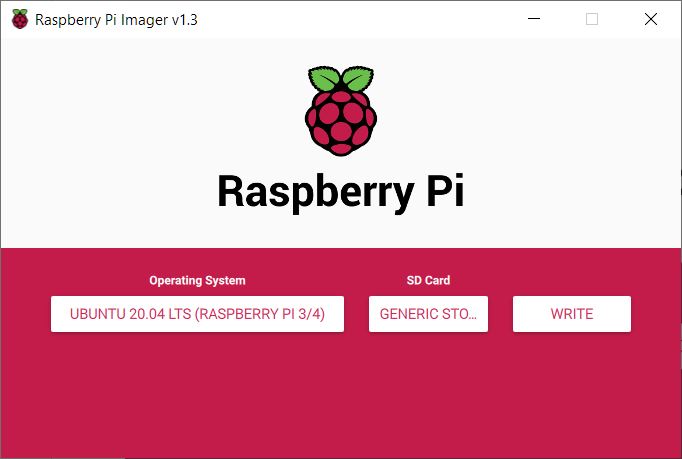 Raspberry Pi Imager v1.3
Raspberry Pi
Operating System
SD Card
UBUNTU 20.04 LTS (RASPBERRY PI 3/4)
GENERIC STO...
WRITE